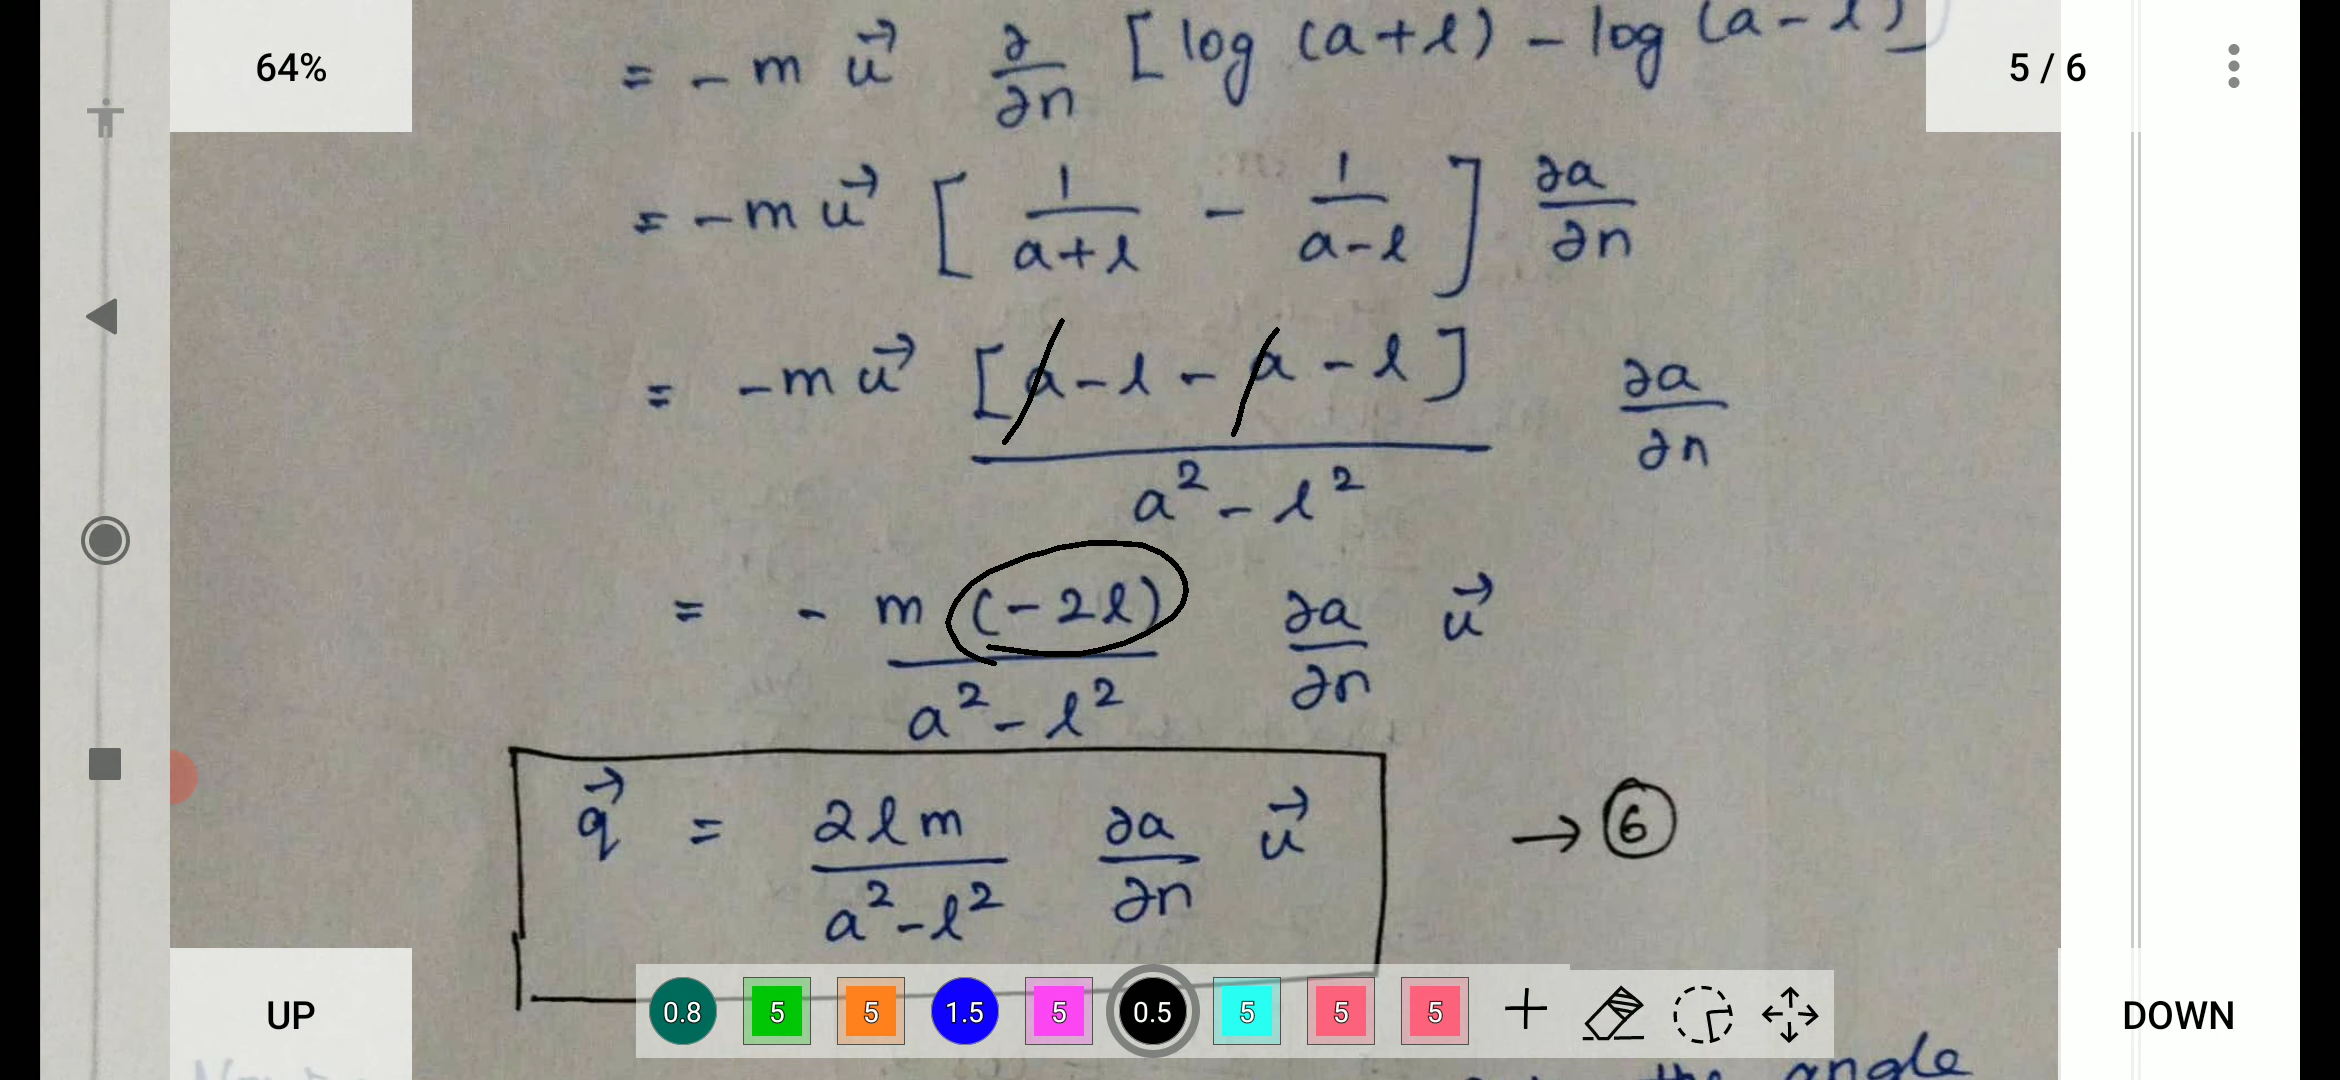 64%
5 / 6
= - m u⃗ ∂/∂n [log (a+l) - log (a-l)]
= - m u⃗ [1/(a+l) - 1/(a-l)] ∂a/∂n
= - m u⃗ [a - l - a - l]/(a² - l²) ∂a/∂n
= - m(-2l)/(a² - l²) ∂a/∂n u⃗
q⃗ = 2lm/(a² - l²) ∂a/∂n u⃗ → ⑥
UP
0.8 5 5 1.5 5 0.5 5 5 5
DOWN
the angle